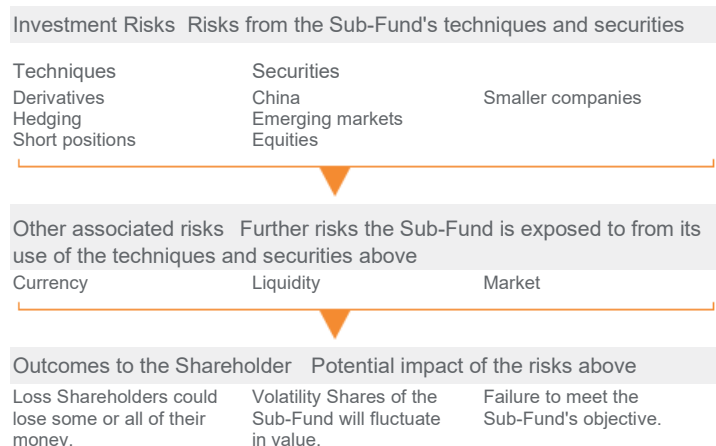 Investment Risks Risks from the Sub-Fund's techniques and securities
Techniques
Derivatives
Hedging
Short positions
Securities
China
Emerging markets
Equities
Smaller companies
Other associated risks Further risks the Sub-Fund is exposed to from its
use of the techniques and securities above
Currency
Liquidity
Market
Outcomes to the Shareholder Potential impact of the risks above
Loss Shareholders could
lose some or all of their
money.
Volatility Shares of the
Sub-Fund will fluctuate
in value.
Failure to meet the
Sub-Fund's objective.